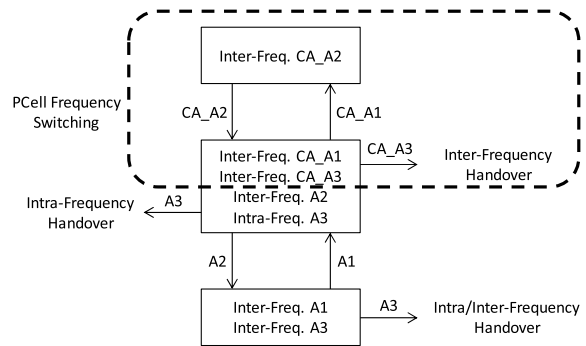 Inter-Freq. CA_A2
PCell Frequency
Switching
CA_A2
CA_A1
Inter-Freq. CA_A1
Inter-Freq. CA_A3
Inter-Freq. A2
Intra-Freq. A3
CA_A3
Inter-Frequency
Handover
A3
Intra-Frequency
Handover
A2
A1
Inter-Freq. A1
Inter-Freq. A3
A3
Intra/Inter-Frequency
Handover